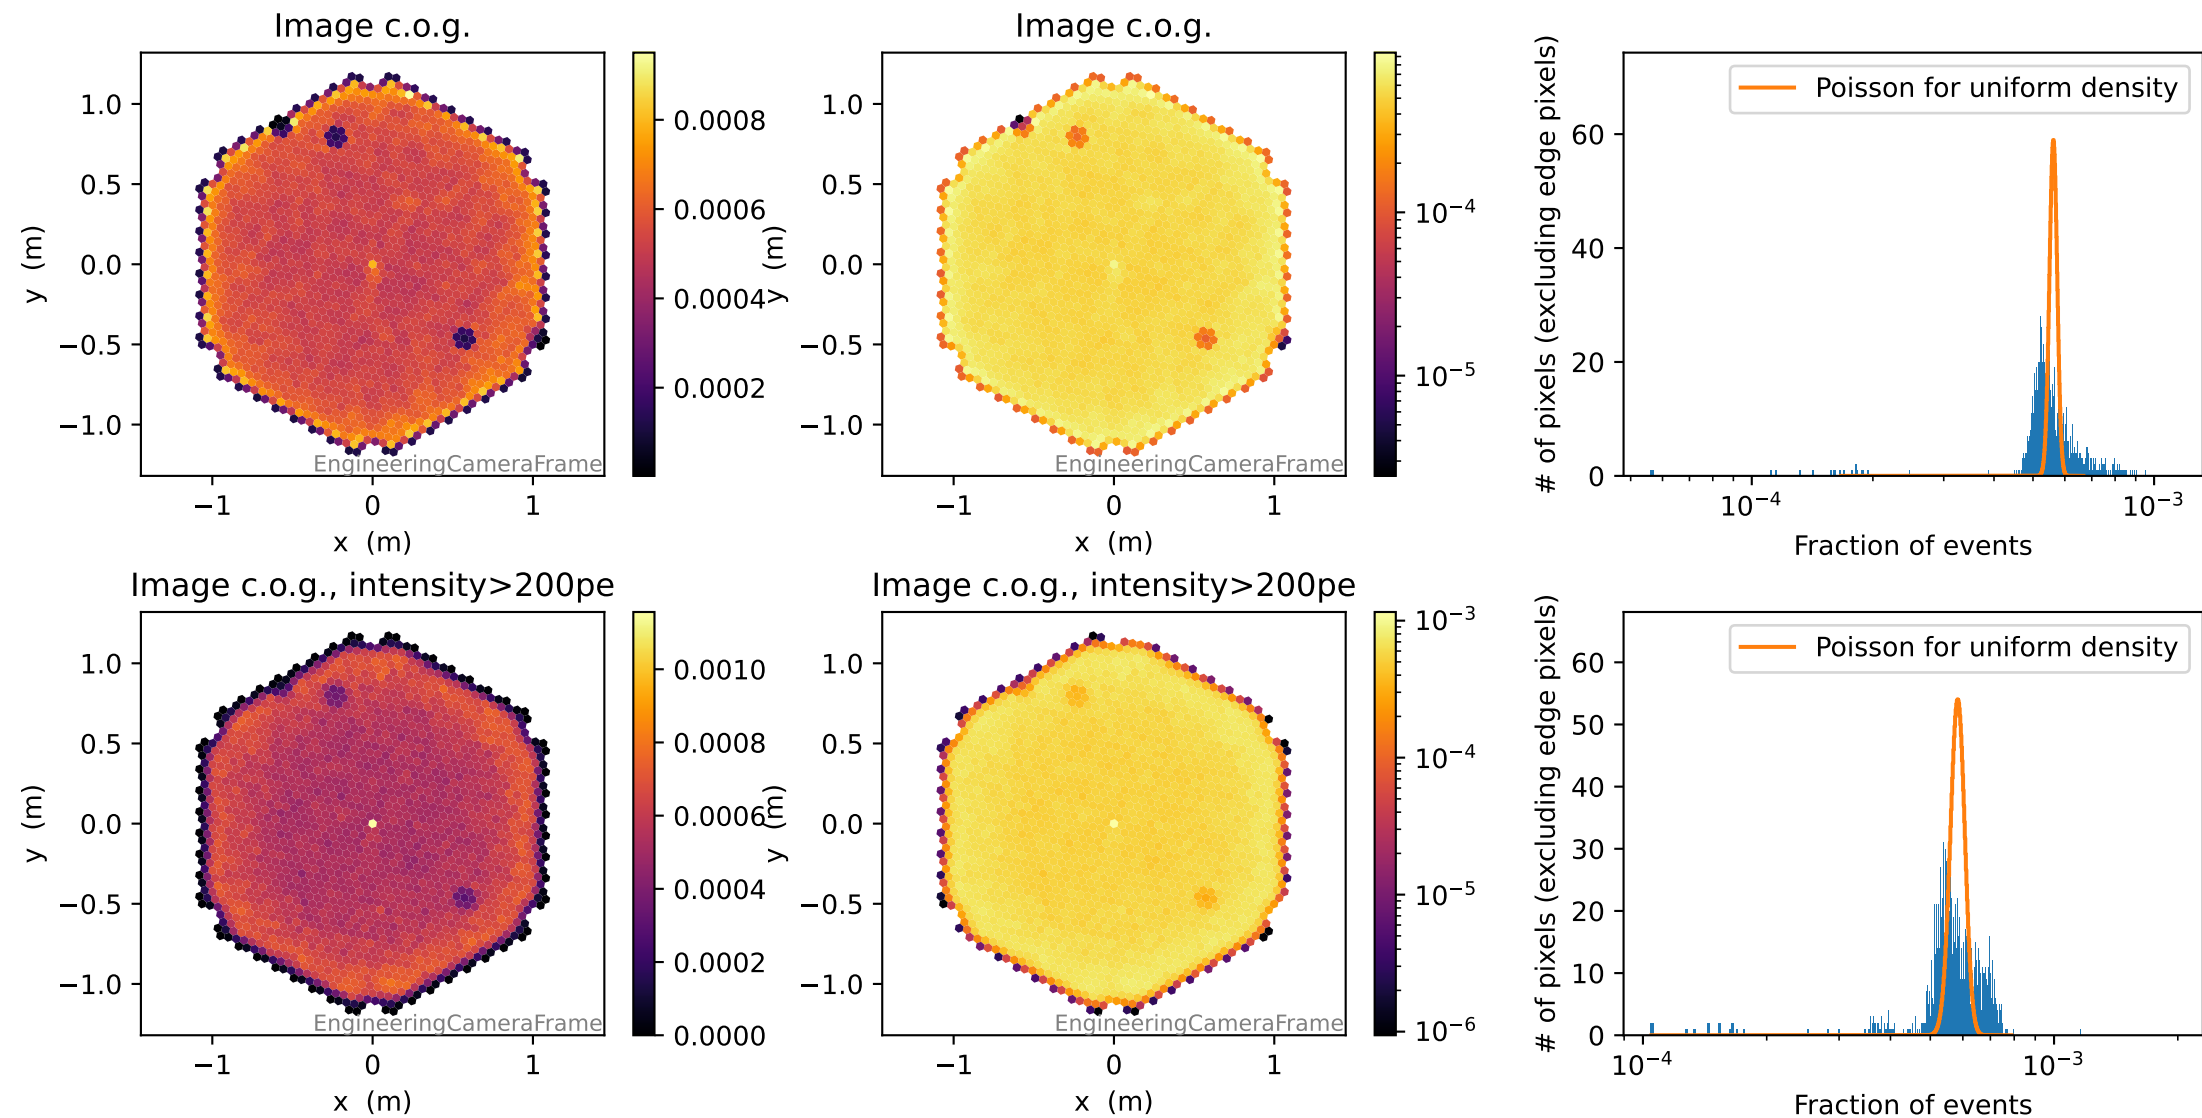 Image c.o.g.
y (m)
1.0
0.5
0.0
−0.5
−1.0
EngineeringCameraFrame
−1 0 1
x (m)
0.0008
0.0006
0.0004
0.0002
Image c.o.g.
y (m)
1.0
0.5
0.0
−0.5
−1.0
EngineeringCameraFrame
−1 0 1
x (m)
10−4
10−5
# of pixels (excluding edge pixels)
60
40
20
0
Poisson for uniform density
10−4 10−3
Fraction of events
Image c.o.g., intensity>200pe
y (m)
1.0
0.5
0.0
−0.5
−1.0
EngineeringCameraFrame
−1 0 1
x (m)
0.0010
0.0008
0.0006
0.0004
0.0002
0.0000
Image c.o.g., intensity>200pe
y (m)
1.0
0.5
0.0
−0.5
−1.0
EngineeringCameraFrame
−1 0 1
x (m)
10−3
10−4
10−5
10−6
# of pixels (excluding edge pixels)
60
50
40
30
20
10
0
Poisson for uniform density
10−4 10−3
Fraction of events